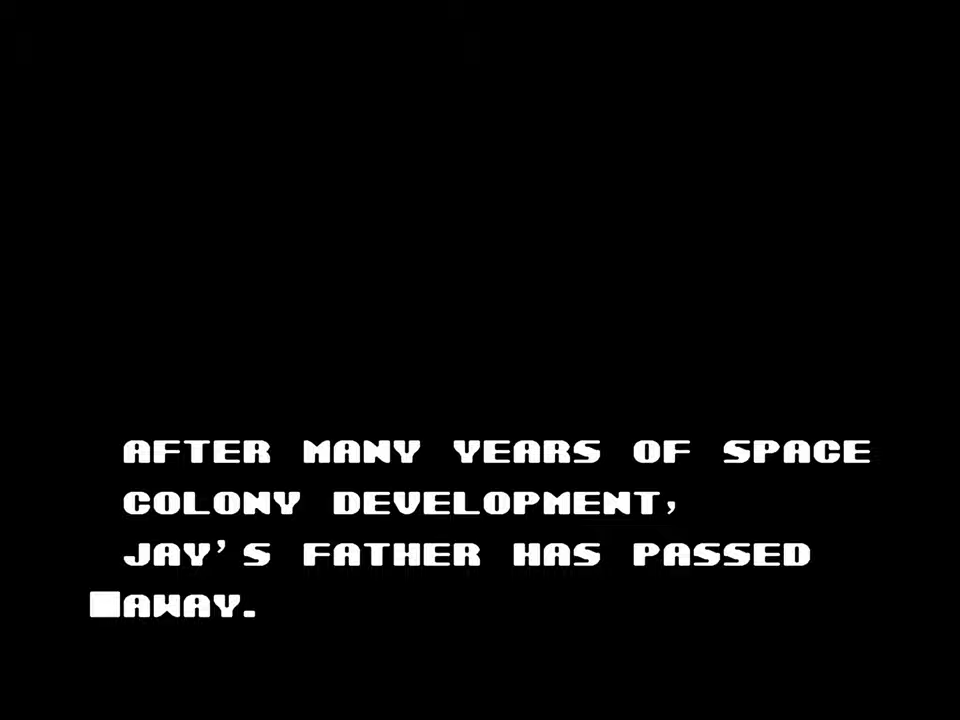 AFTER MANY YEARS OF SPACE
COLONY DEVELOPMENT,
JAY'S FATHER HAS PASSED
AWAY.